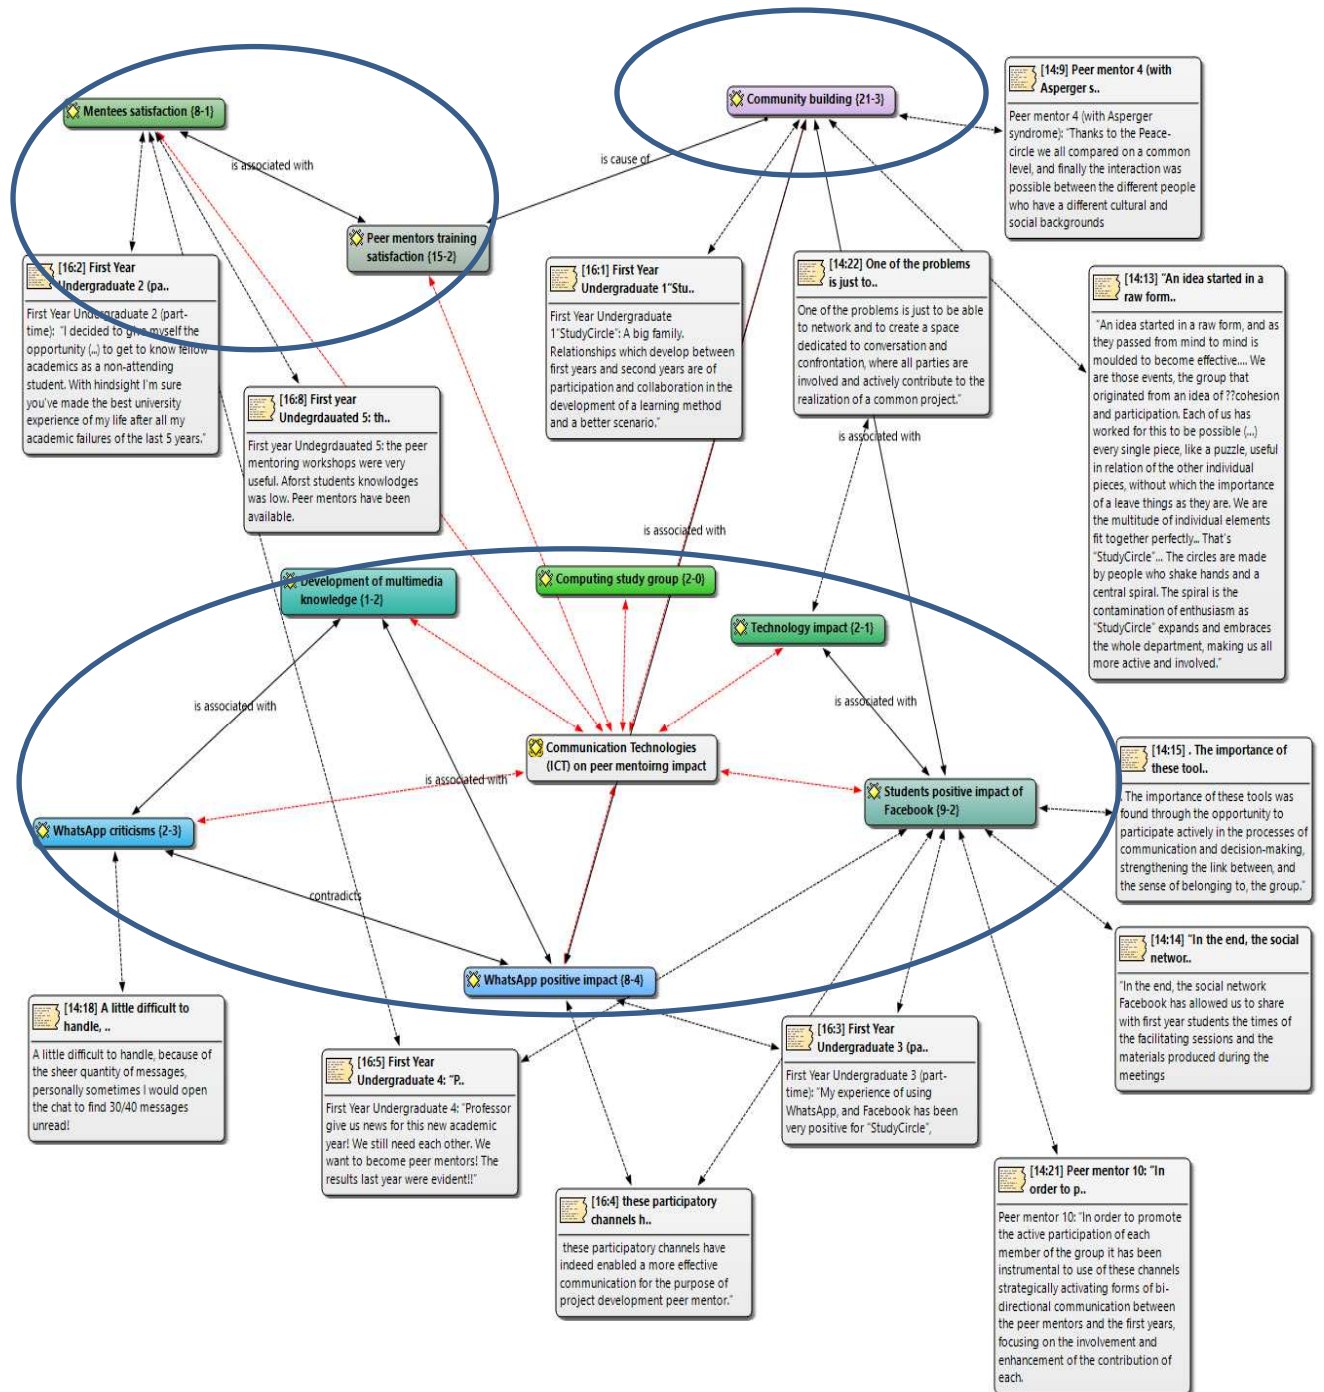 Mentees satisfaction {8-1}
Community building {21-3}
[14:9] Peer mentor 4 (with
Asperger s..
Peer mentor 4 (with Asperger
syndrome): "Thanks to the Peace-
circle we all compared on a common
level, and finally the interaction was
possible between the different people
who have a different cultural and
social backgrounds
is associated with
is cause of
Peer mentors training
satisfaction {15-2}
[16:2] First Year
Undergraduate 2 (pa..
First Year Undergraduate 2 (part-
time): "I decided to give myself the
opportunity (...) to get to know fellow
academics as a non-attending
student. With hindsight I'm sure
you've made the best university
experience of my life after all my
academic failures of the last 5 years."
[16:8] First year
Undegrdauated 5: th..
First year Undegrdauated 5: the peer
mentoring workshops were very
useful. Aforst students knowlodges
was low. Peer mentors have been
available.
[16:1] First Year
Undergraduate 1"Stu..
First Year Undergraduate
1"StudyCircle": A big family.
Relationships which develop between
first years and second years are of
participation and collaboration in the
development of a learning method
and a better scenario."
[14:22] One of the problems
is just to..
One of the problems is just to be able
to network and to create a space
dedicated to conversation and
confrontation, where all parties are
involved and actively contribute to the
realization of a common project."
[14:13] "An idea started in a
raw form..
"An idea started in a raw form, and as
they passed from mind to mind is
moulded to become effective.... We
are those events, the group that
originated from an idea of ??cohesion
and participation. Each of us has
worked for this to be possible (...)
every single piece, like a puzzle, useful
in relation of the other individual
pieces, without which the importance
of a leave things as they are. We are
the multitude of individual elements
fit together perfectly... That's
"StudyCircle"... The circles are made
by people who shake hands and a
central spiral. The spiral is the
contamination of enthusiasm as
"StudyCircle" expands and embraces
the whole department, making us all
more active and involved."
is associated with
is associated with
Development of multimedia
knowledge {1-2}
Computing study group {2-0}
Technology impact {2-1}
is associated with
is associated with
Communication Technologies
(ICT) on peer mentoirng impact
is associated with
Students positive impact of
Facebook {9-2}
WhatsApp criticisms {2-3}
contradicts
WhatsApp positive impact {8-4}
[14:15] . The importance of
these tool..
. The importance of these tools was
found through the opportunity to
participate actively in the processes of
communication and decision-making,
strengthening the link between, and
the sense of belonging to, the group."
[14:14] "In the end, the social
networ..
"In the end, the social network
Facebook has allowed us to share
with first year students the times of
the facilitating sessions and the
materials produced during the
meetings
[14:18] A little difficult to
handle, ..
A little difficult to handle, because of
the sheer quantity of messages,
personally sometimes I would open
the chat to find 30/40 messages
unread!
[16:5] First Year
Undergraduate 4: "P..
First Year Undergraduate 4: "Professor
give us news for this new academic
year! We still need each other. We
want to become peer mentors! The
results last year were evident!!"
[16:3] First Year
Undergraduate 3 (pa..
First Year Undergraduate 3 (part-
time): "My experience of using
WhatsApp, and Facebook has been
very positive for "StudyCircle",
[16:4] these participatory
channels h..
these participatory channels have
indeed enabled a more effective
communication for the purpose of
project development peer mentor."
[14:21] Peer mentor 10: "In
order to p..
Peer mentor 10: "In order to promote
the active participation of each
member of the group it has been
instrumental to use of these channels
strategically activating forms of bi-
directional communication between
the peer mentors and the first years,
focusing on the involvement and
enhancement of the contribution of
each.